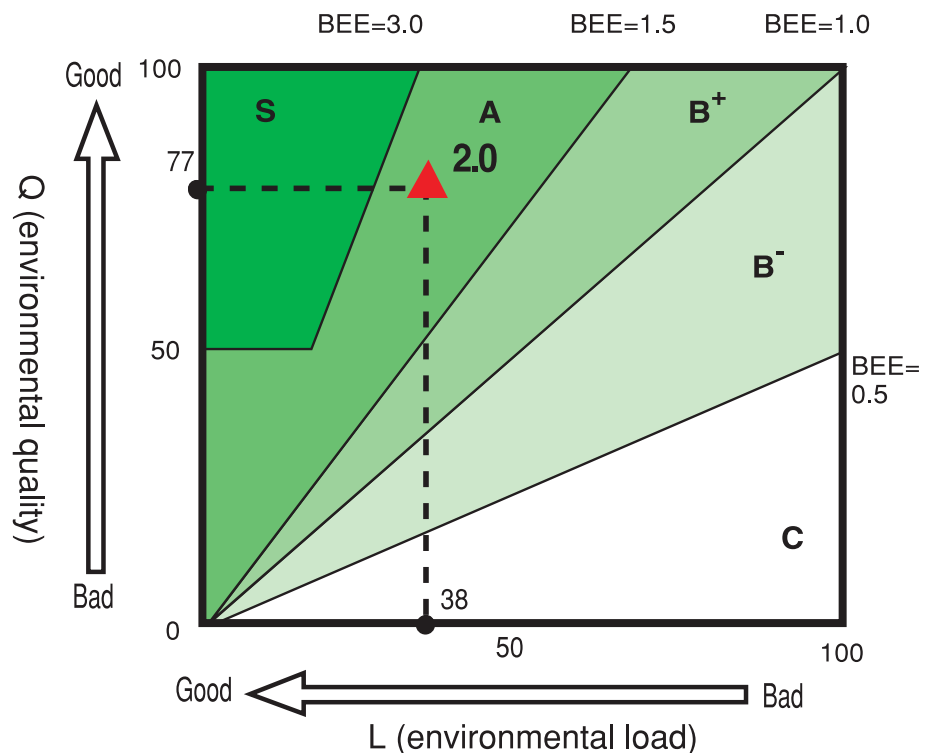 BEE=3.0
BEE=1.5
BEE=1.0
Good
100
S
A
B+
2.0
77
B-
Q (environmental quality)
50
BEE=
0.5
C
Bad
38
0
50
100
Good
Bad
L (environmental load)